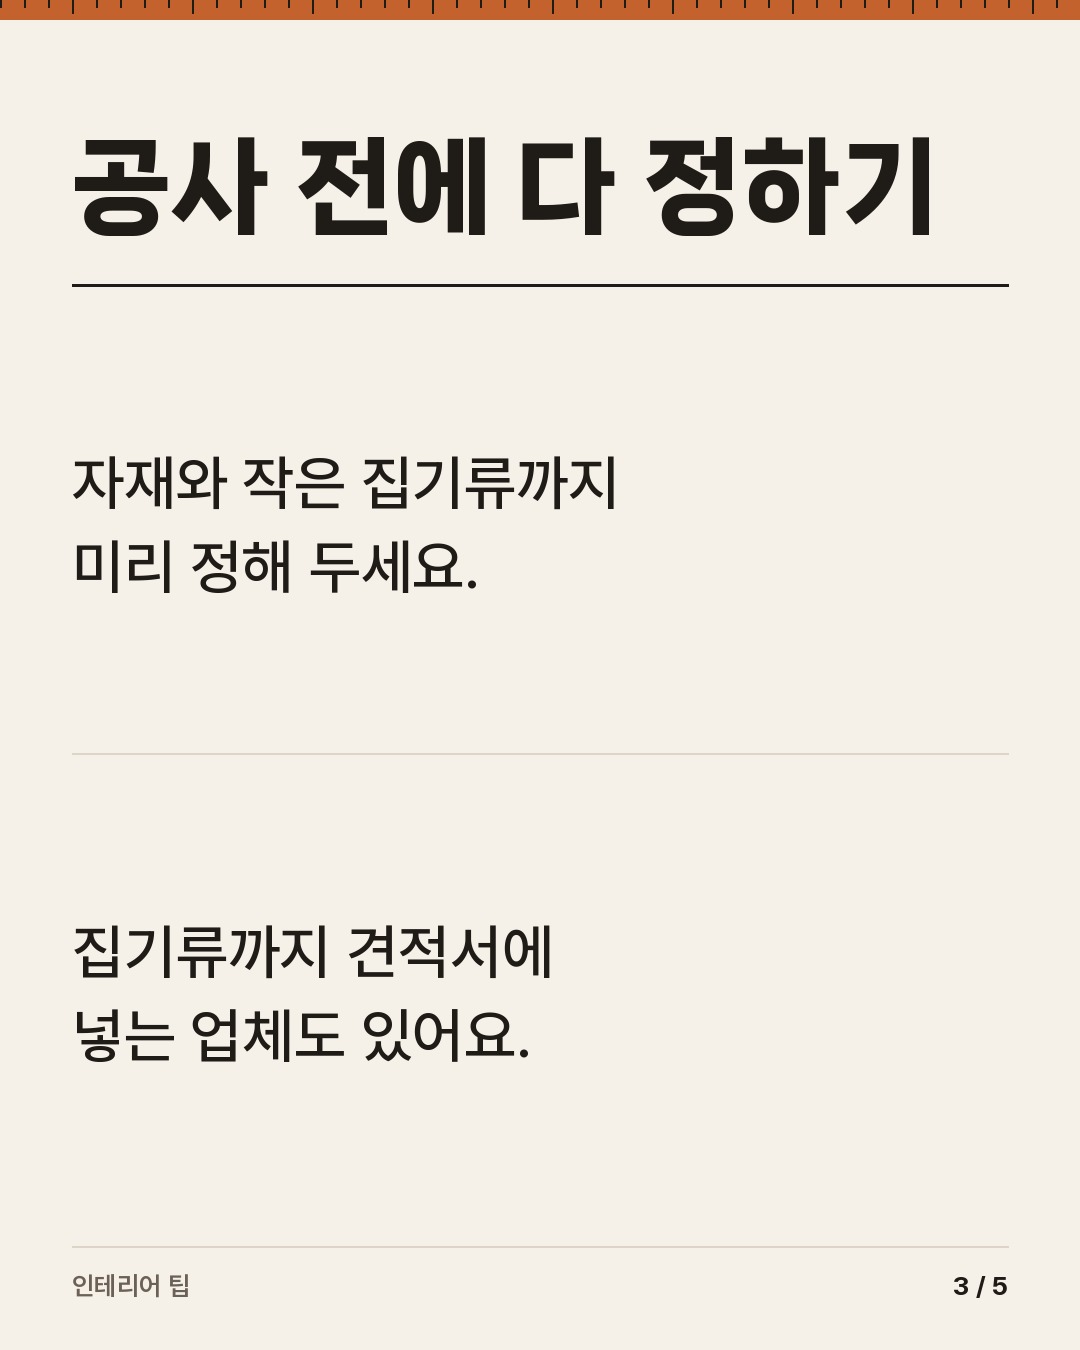 공사 전에 다 정하기
자재와 작은 집기류까지
미리 정해 두세요.
집기류까지 견적서에
넣는 업체도 있어요.
인테리어 팁
3 / 5